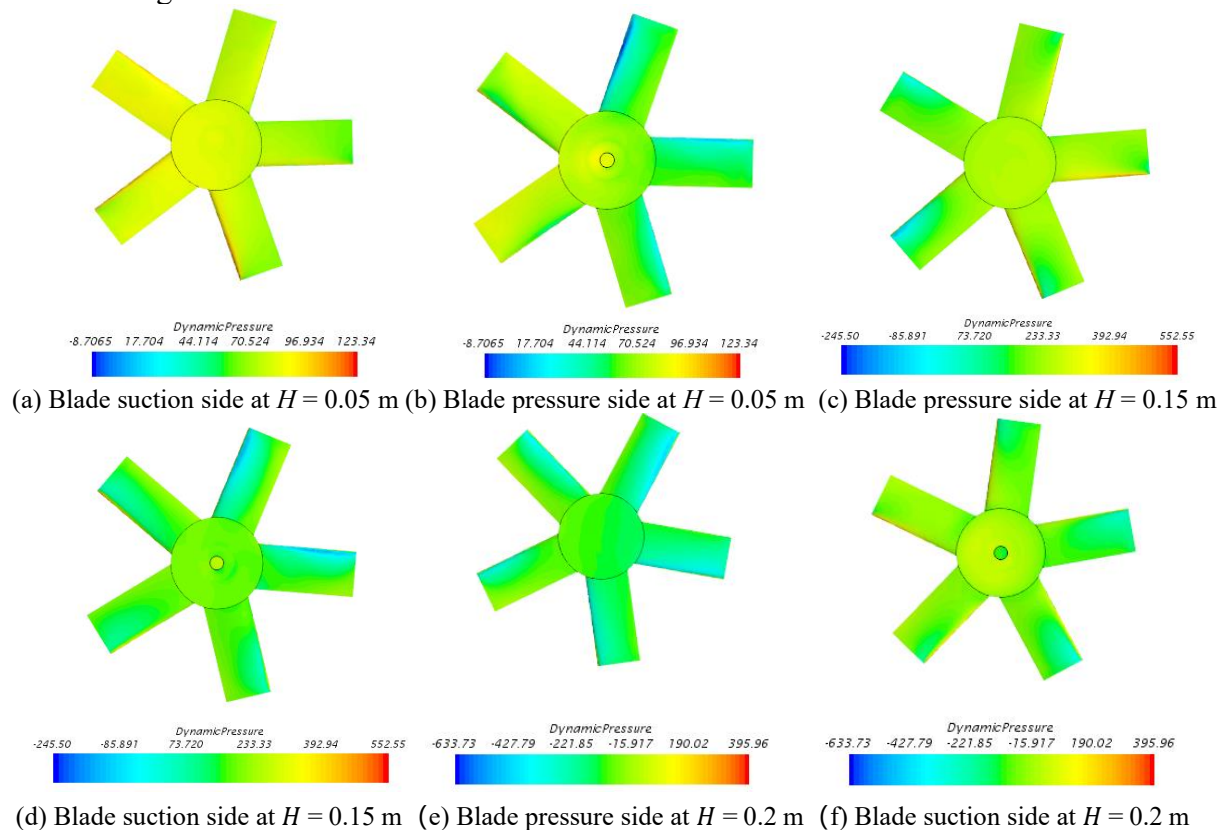 DynamicPressure
-8.7065 17.704 44.114 70.524 96.934 123.34
DynamicPressure
-8.7065 17.704 44.114 70.524 96.934 123.34
DynamicPressure
-245.50 -85.891 73.720 233.33 392.94 552.55
(a) Blade suction side at H = 0.05 m (b) Blade pressure side at H = 0.05 m (c) Blade pressure side at H = 0.15 m
DynamicPressure
-245.50 -85.891 73.720 233.33 392.94 552.55
DynamicPressure
-633.73 -427.79 -221.85 -15.917 190.02 395.96
DynamicPressure
-633.73 -427.79 -221.85 -15.917 190.02 395.96
(d) Blade suction side at H = 0.15 m (e) Blade pressure side at H = 0.2 m (f) Blade suction side at H = 0.2 m